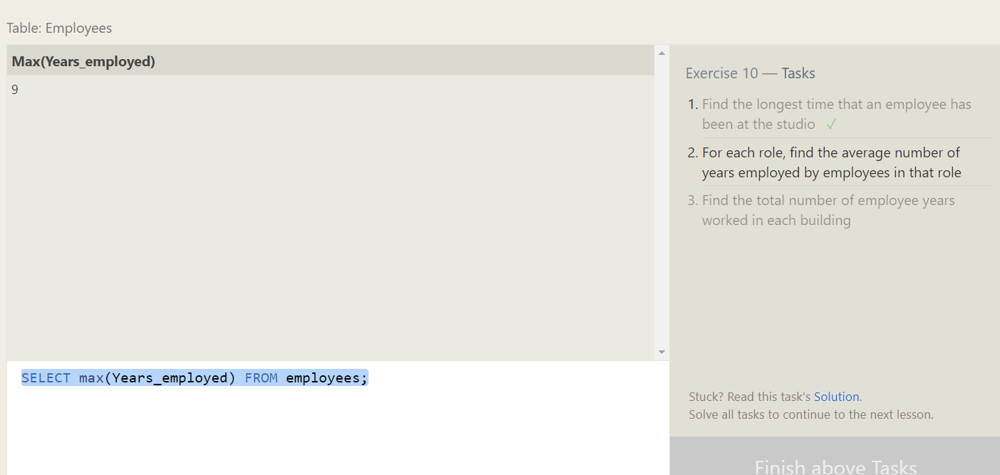 Table: Employees
Max(Years_employed)
9
SELECT max(Years_employed) FROM employees;
Exercise 10 — Tasks
1. Find the longest time that an employee has
been at the studio ✓
2. For each role, find the average number of
years employed by employees in that role
3. Find the total number of employee years
worked in each building
Stuck? Read this task's Solution.
Solve all tasks to continue to the next lesson.
Finish above Tasks